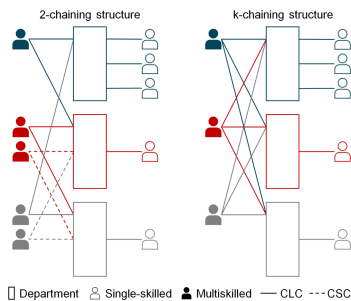 2-chaining structure
k-chaining structure
Department Single-skilled Multiskilled CLC CSC